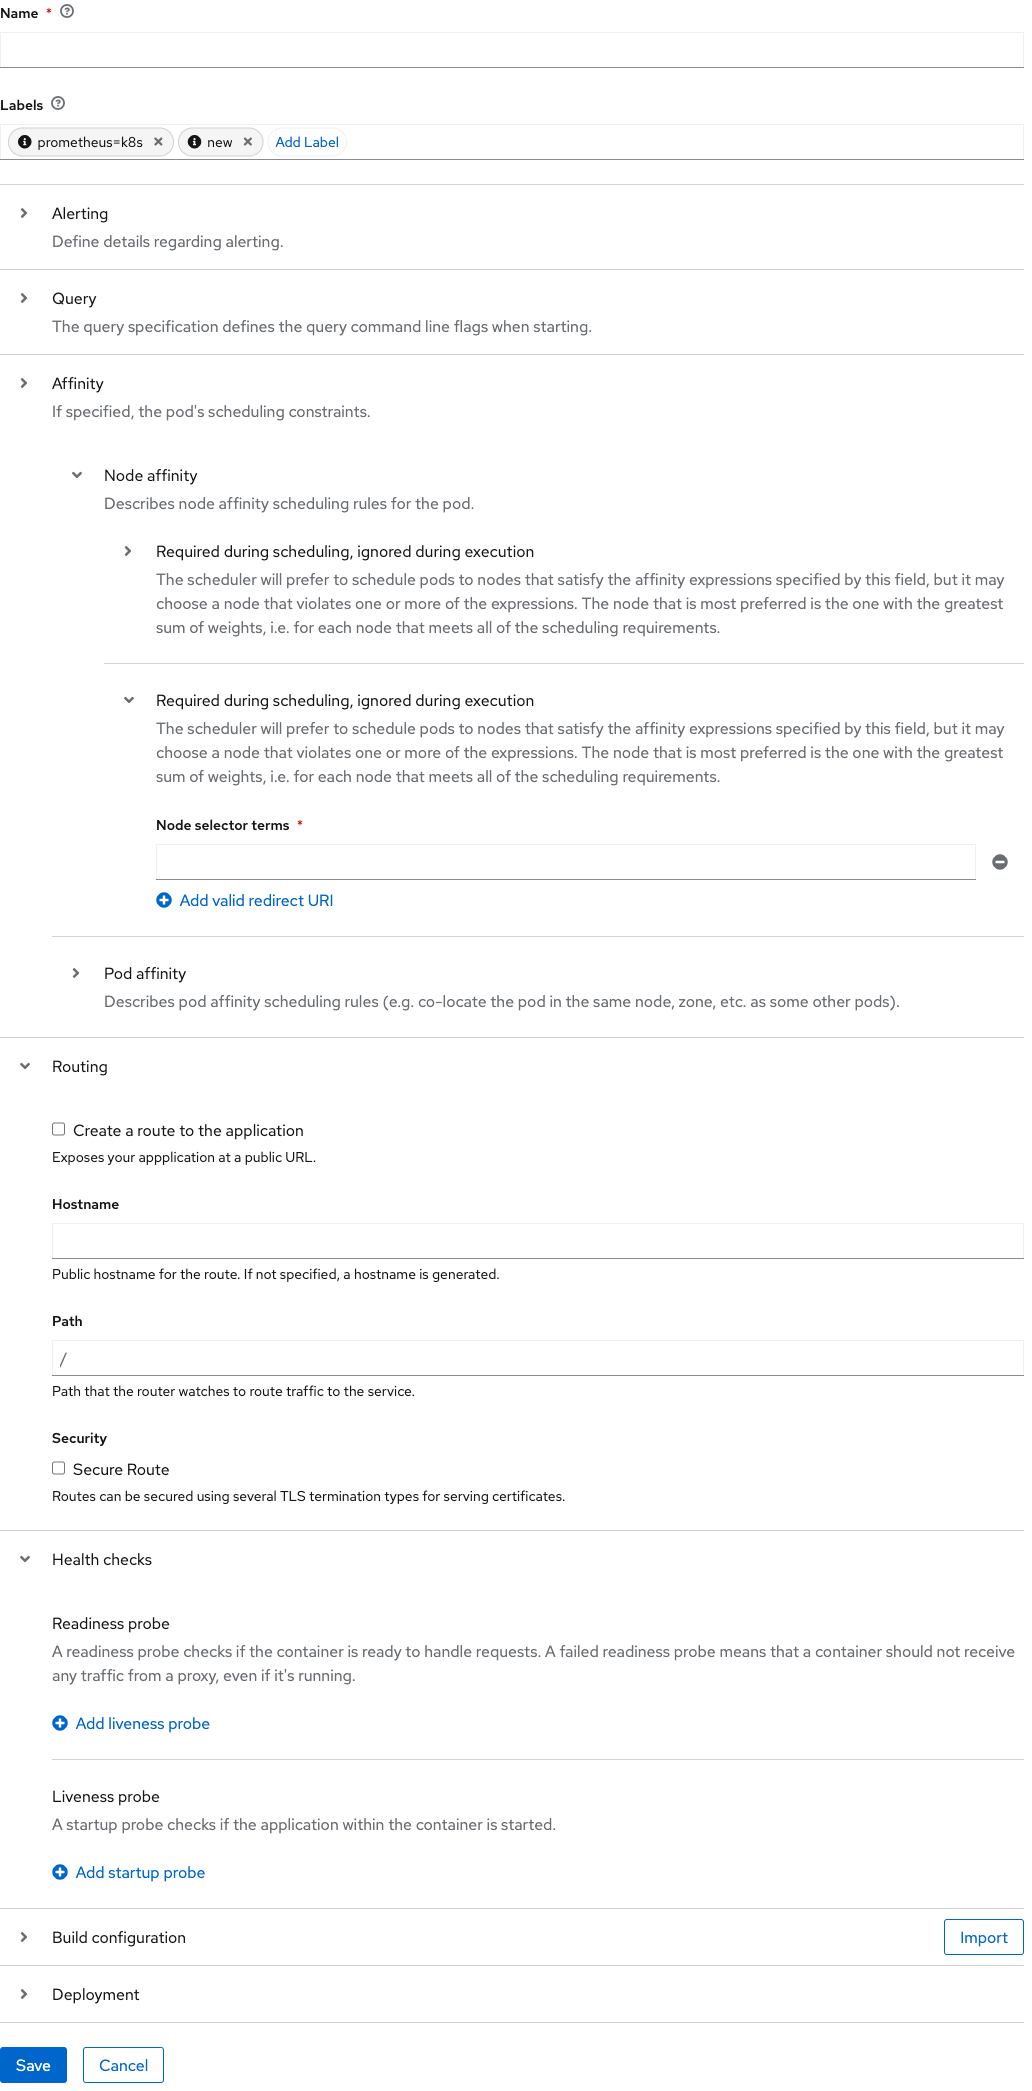 Name *
Labels
prometheus=k8s new Add Label
Alerting
Define details regarding alerting.
Query
The query specification defines the query command line flags when starting.
Affinity
If specified, the pod's scheduling constraints.
Node affinity
Describes node affinity scheduling rules for the pod.
Required during scheduling, ignored during execution
The scheduler will prefer to schedule pods to nodes that satisfy the affinity expressions specified by this field, but it may
choose a node that violates one or more of the expressions. The node that is most preferred is the one with the greatest
sum of weights, i.e. for each node that meets all of the scheduling requirements.
Required during scheduling, ignored during execution
The scheduler will prefer to schedule pods to nodes that satisfy the affinity expressions specified by this field, but it may
choose a node that violates one or more of the expressions. The node that is most preferred is the one with the greatest
sum of weights, i.e. for each node that meets all of the scheduling requirements.
Node selector terms *
Add valid redirect URI
Pod affinity
Describes pod affinity scheduling rules (e.g. co-locate the pod in the same node, zone, etc. as some other pods).
Routing
Create a route to the application
Exposes your appplication at a public URL.
Hostname
Public hostname for the route. If not specified, a hostname is generated.
Path
/
Path that the router watches to route traffic to the service.
Security
Secure Route
Routes can be secured using several TLS termination types for serving certificates.
Health checks
Readiness probe
A readiness probe checks if the container is ready to handle requests. A failed readiness probe means that a container should not receive
any traffic from a proxy, even if it's running.
Add liveness probe
Liveness probe
A startup probe checks if the application within the container is started.
Add startup probe
Build configuration Import
Deployment
Save Cancel